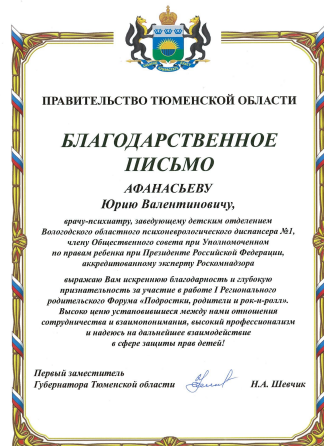 ПРАВИТЕЛЬСТВО ТЮМЕНСКОЙ ОБЛАСТИ
БЛАГОДАРСТВЕННОЕ
ПИСЬМО
АФАНАСЬЕВУ
Юрию Валентиновичу,
врачу-психиатру, заведующему детским отделением
Вологодского областного психоневрологического диспансера №1,
члену Общественного совета при Уполномоченном
по правам ребенка при Президенте Российской Федерации,
аккредитованному эксперту Роскомнадзора
выражаю Вам искреннюю благодарность и глубокую
признательность за участие в работе I Регионального
родительского Форума «Подростки, родители и рок-н-ролл».
Высоко ценю установившиеся между нами отношения
сотрудничества и взаимопонимания, высокий профессионализм
и надеюсь на дальнейшее взаимодействие
в сфере защиты прав детей!
Первый заместитель
Губернатора Тюменской области Н.А. Шевчик